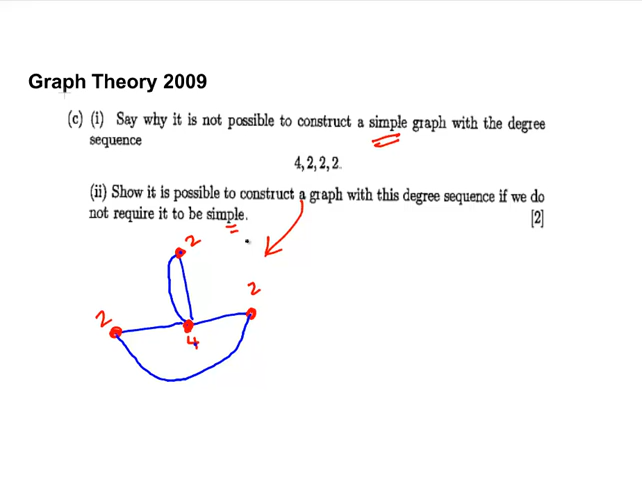 Graph Theory 2009
(c) (i) Say why it is not possible to construct a simple graph with the degree
sequence
4, 2, 2, 2.
(ii) Show it is possible to construct a graph with this degree sequence if we do
not require it to be simple. [2]
2
2
2
4